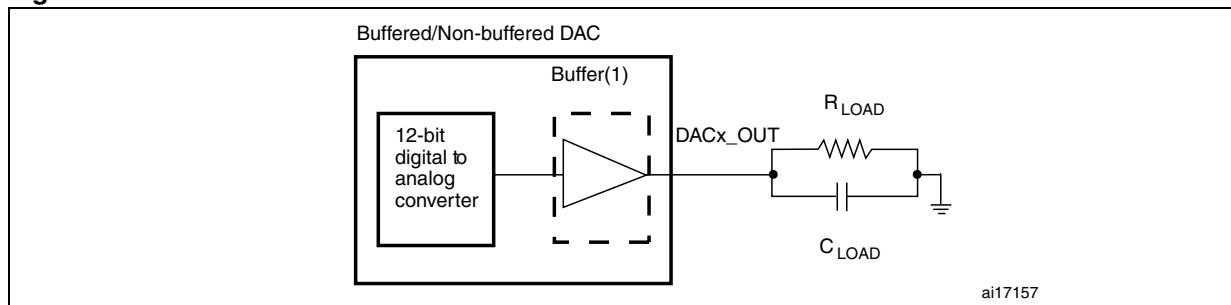 Buffered/Non-buffered DAC
Buffer(1)
12-bit
digital to
analog
converter
DACx_OUT
R LOAD
C LOAD
ai17157